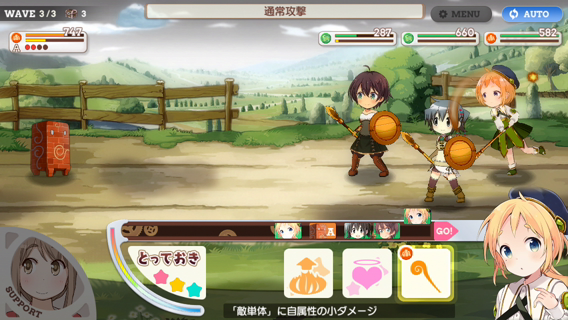 WAVE 3/3
3
通常攻撃
MENU
AUTO
747
A
287
660
582
A
GO!
とっておき
SUPPORT
「敵単体」に自属性の小ダメージ